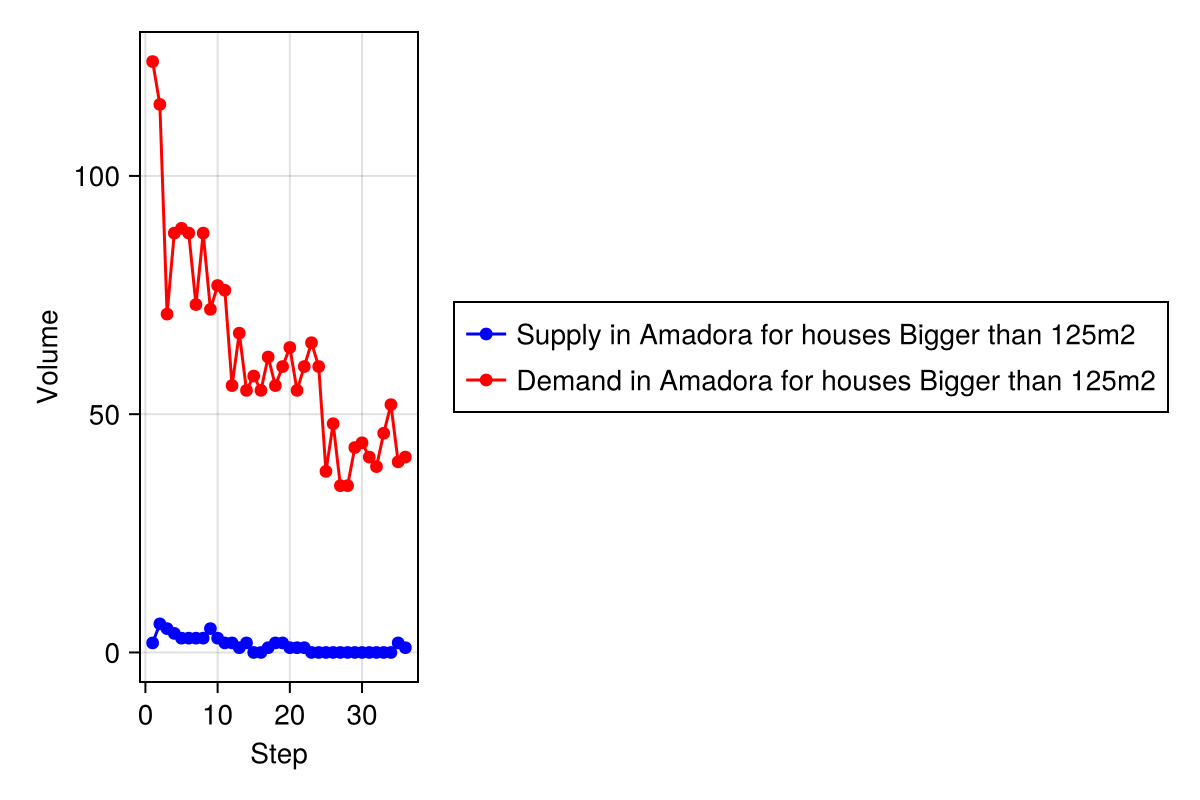 Volume
100
50
0
0 10 20 30
Step
Supply in Amadora for houses Bigger than 125m2
Demand in Amadora for houses Bigger than 125m2